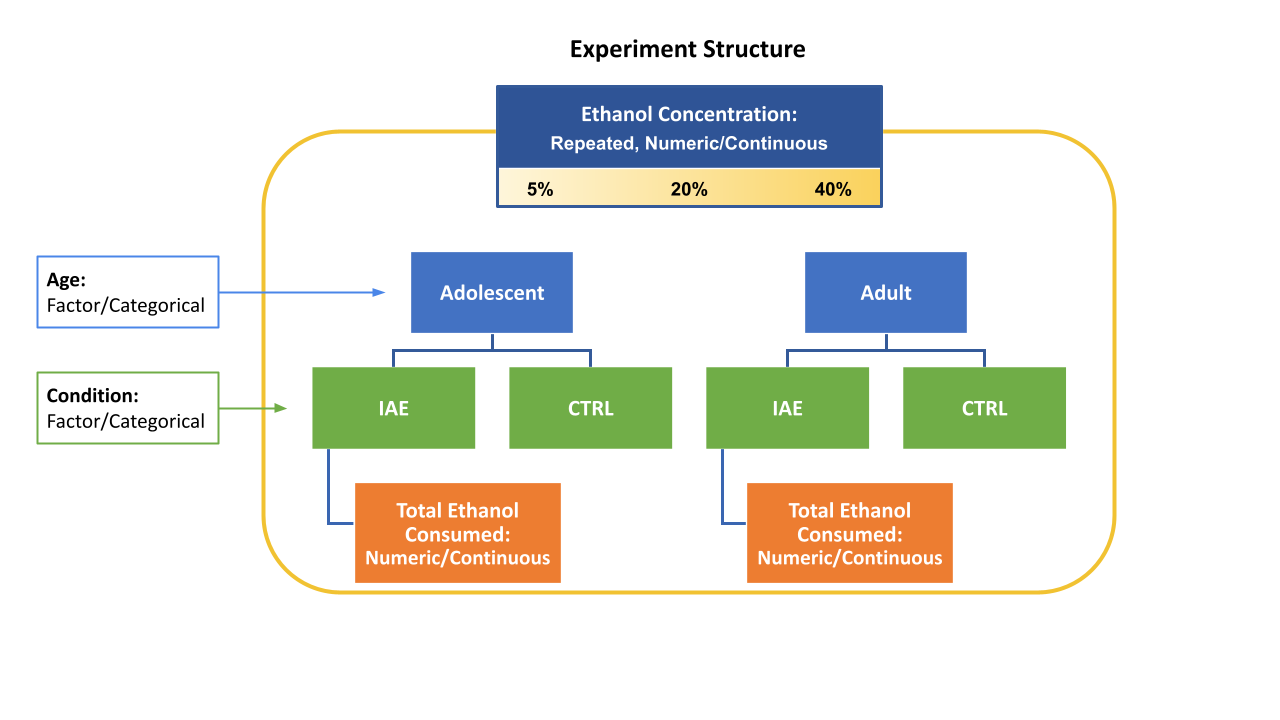 Experiment Structure
Ethanol Concentration:
Repeated, Numeric/Continuous
5% 20% 40%
Age:
Factor/Categorical
Adolescent
Adult
Condition:
Factor/Categorical
IAE
CTRL
IAE
CTRL
Total Ethanol
Consumed:
Numeric/Continuous
Total Ethanol
Consumed:
Numeric/Continuous